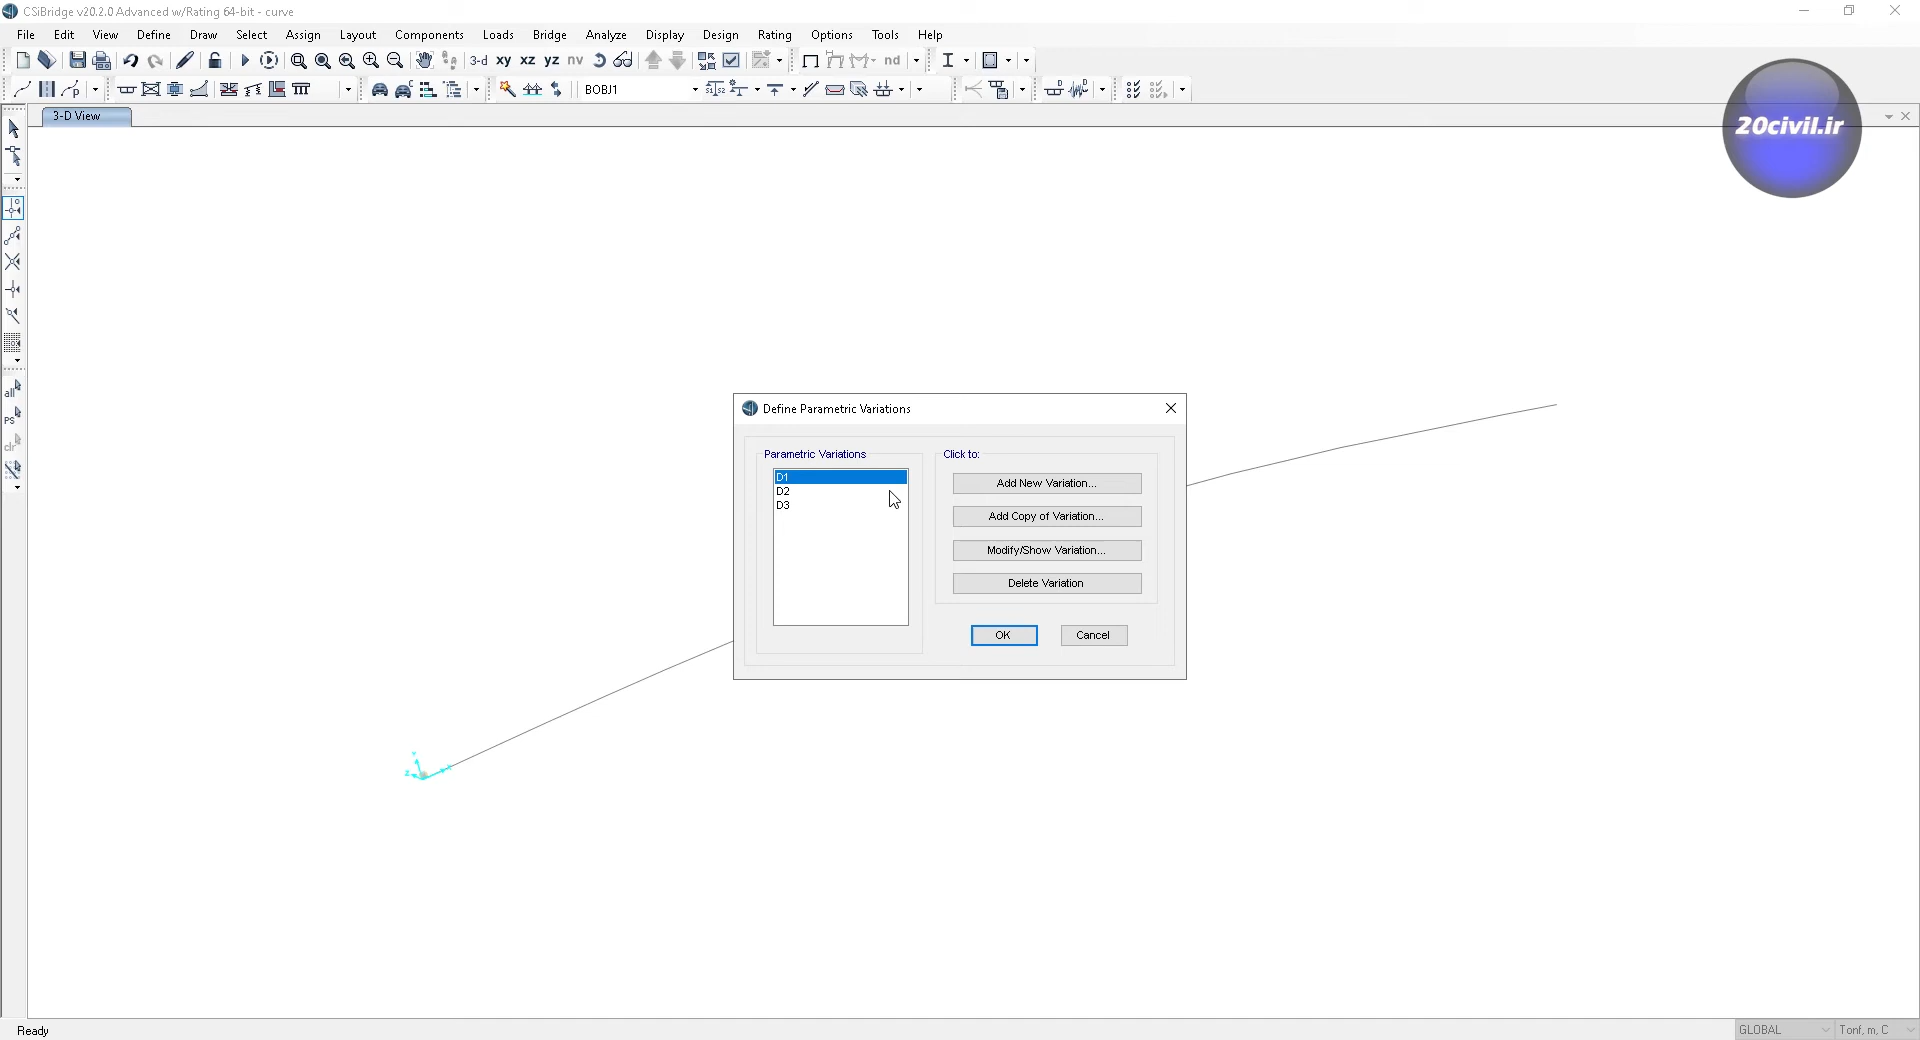 CSiBridge v20.2.0 Advanced w/Rating 64-bit - curve
File Edit View Define Draw Select Assign Layout Components Loads Bridge Analyze Display Design Rating Options Tools Help
3-d xy xz yz nv nd
BOBJ1
3-D View
20civil.ir
all
PS
clr
Define Parametric Variations
Parametric Variations
D1
D2
D3
Click to:
Add New Variation...
Add Copy of Variation...
Modify/Show Variation...
Delete Variation
OK Cancel
Ready
GLOBAL Tonf, m, C